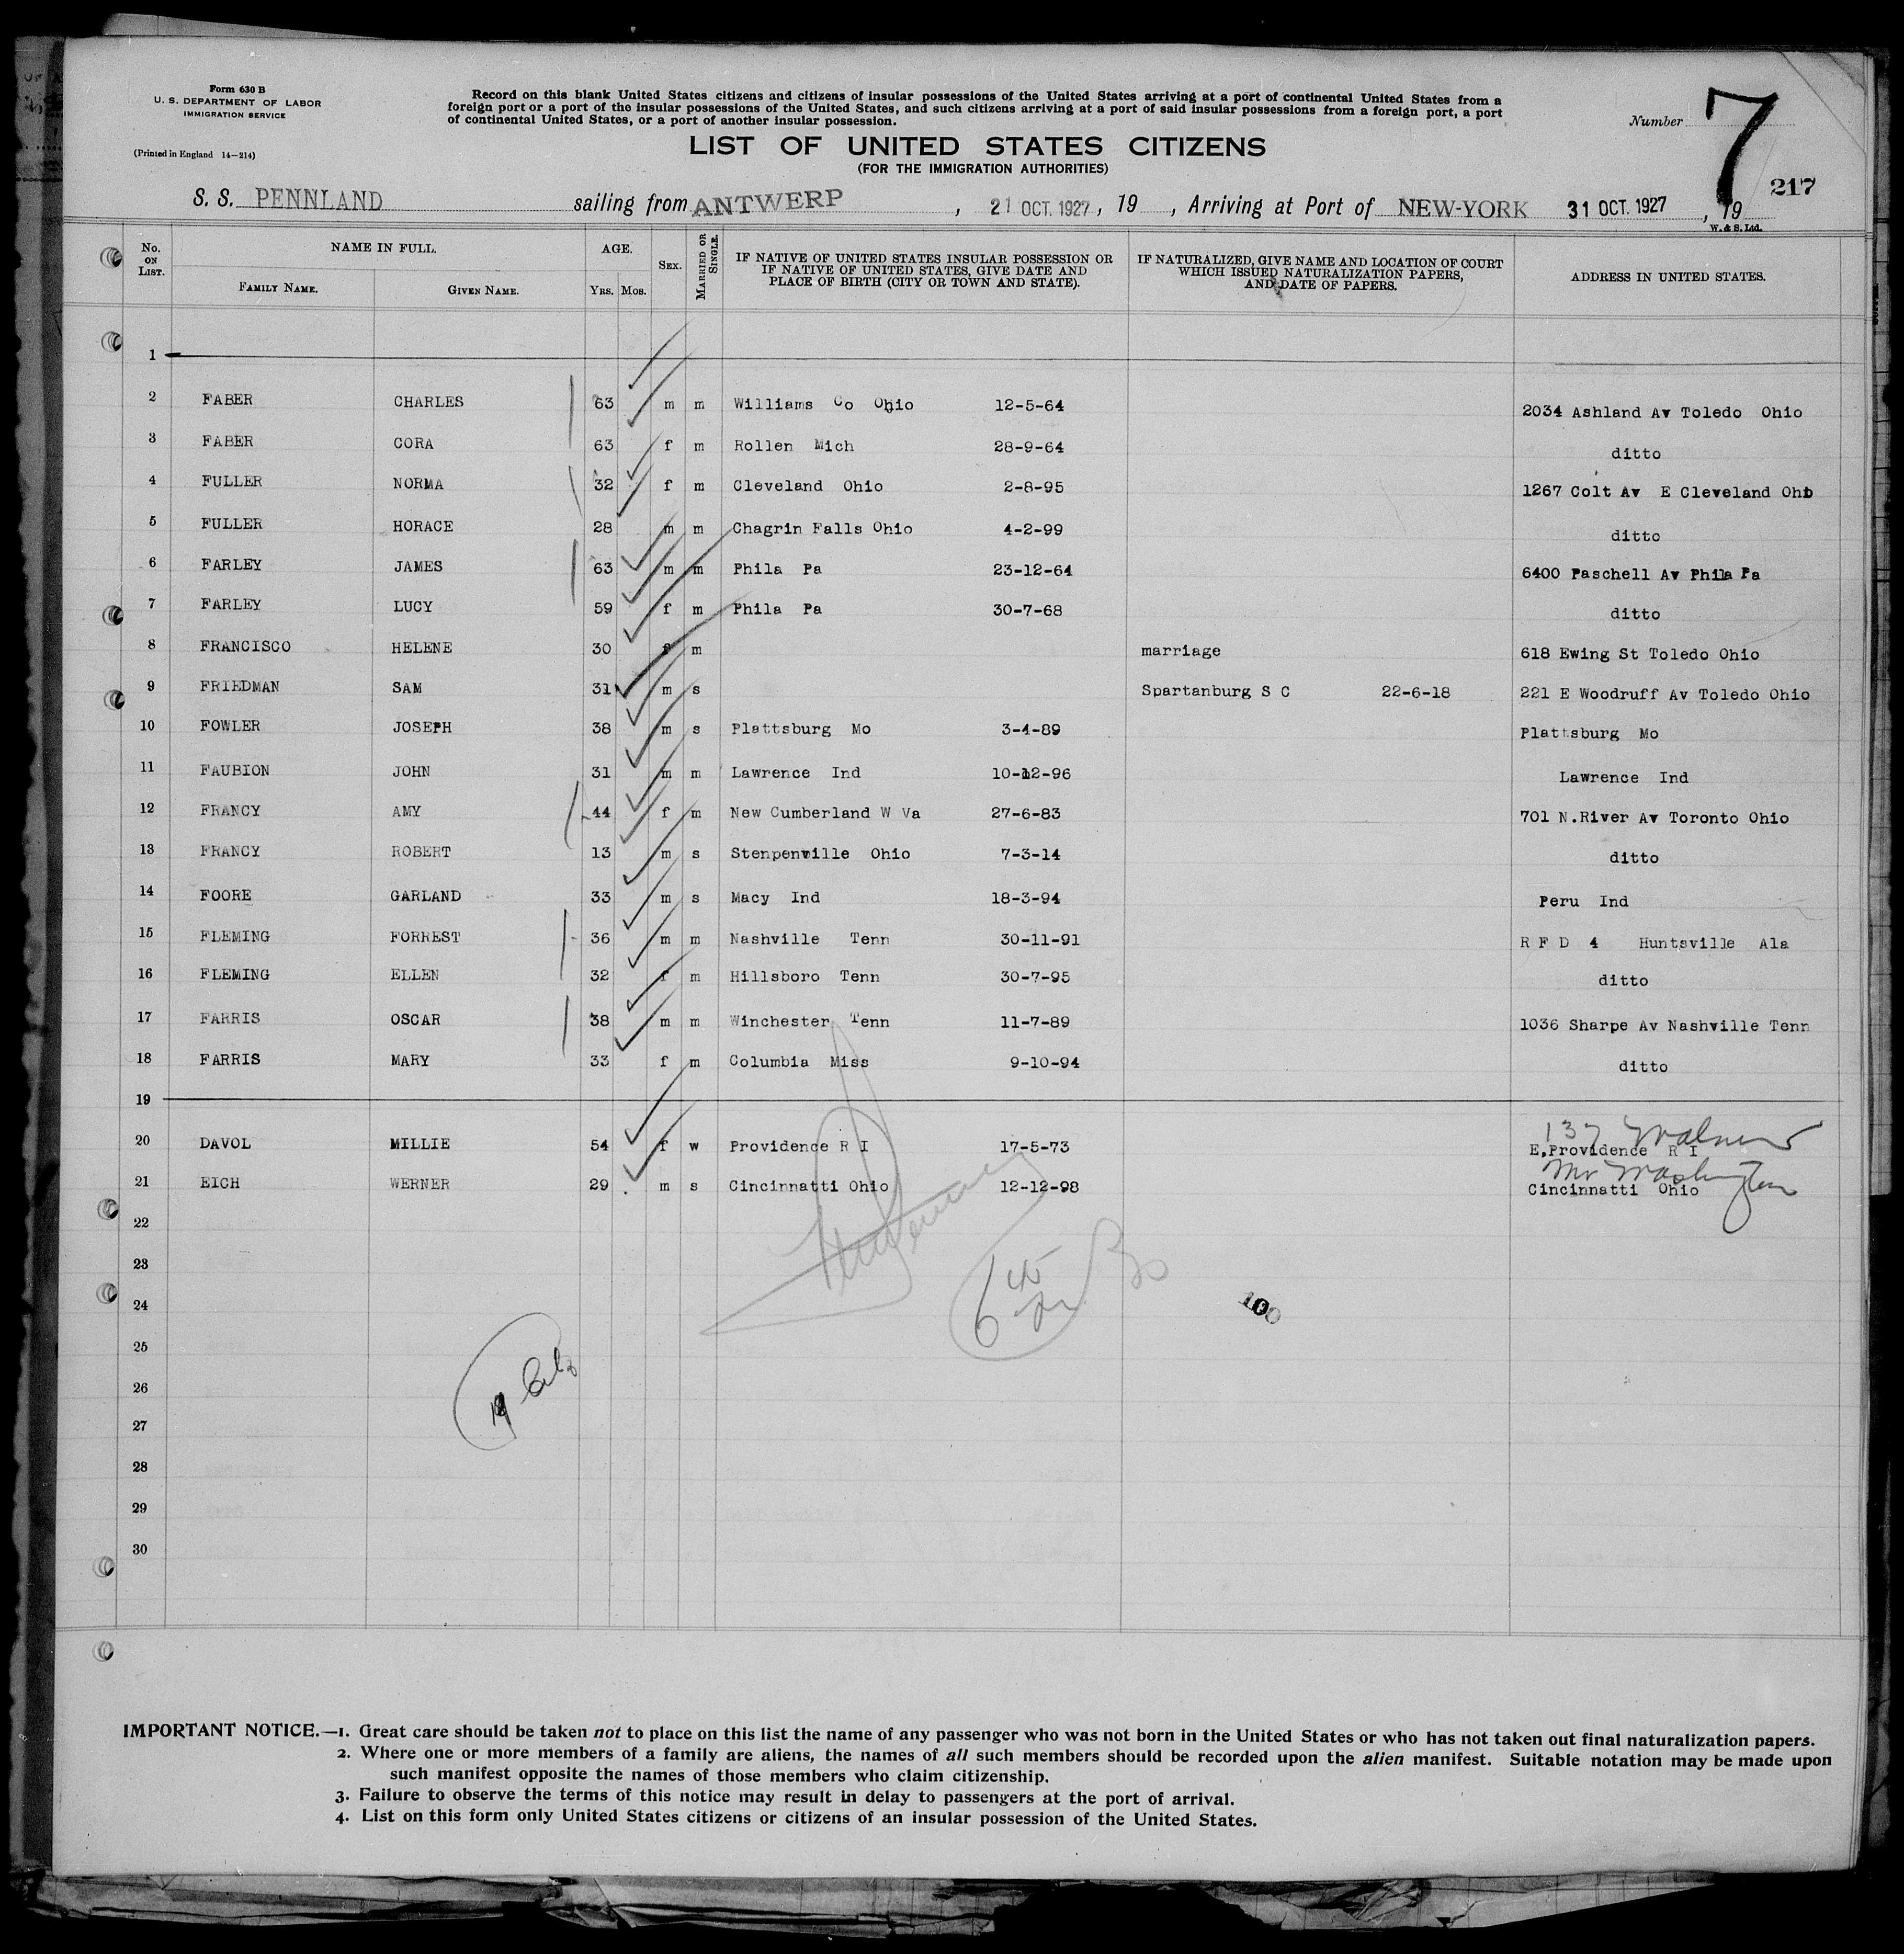 Form 630 B
U. S. DEPARTMENT OF LABOR
IMMIGRATION SERVICE
(Printed in England 14—214)
Record on this blank United States citizens and citizens of insular possessions of the United States arriving at a port of continental United States from a
foreign port or a port of the insular possessions of the United States, and such citizens arriving at a port of said insular possessions from a foreign port, a port
of continental United States, or a port of another insular possession.
Number 7
LIST OF UNITED STATES CITIZENS
(FOR THE IMMIGRATION AUTHORITIES)
217
S. S. PENNLAND sailing from ANTWERP, 21 OCT. 1927, 19 , Arriving at Port of NEW-YORK 31 OCT. 1927, 19
W. & S. Ltd.
No. ON LIST. NAME IN FULL. FAMILY NAME. GIVEN NAME. AGE. YRS. MOS. SEX. MARRIED OR SINGLE. IF NATIVE OF UNITED STATES INSULAR POSSESSION OR IF NATIVE OF UNITED STATES, GIVE DATE AND PLACE OF BIRTH (CITY OR TOWN AND STATE). IF NATURALIZED, GIVE NAME AND LOCATION OF COURT WHICH ISSUED NATURALIZATION PAPERS, AND DATE OF PAPERS. ADDRESS IN UNITED STATES.
1
2 FABER CHARLES 63 m m Williams Co Ohio 12-5-64 2034 Ashland Av Toledo Ohio
3 FABER CORA 63 f m Rollen Mich 28-9-64 ditto
4 FULLER NORMA 32 f m Cleveland Ohio 2-8-95 1267 Colt Av E Cleveland Ohio
5 FULLER HORACE 28 m m Chagrin Falls Ohio 4-2-99 ditto
6 FARLEY JAMES 63 m m Phila Pa 23-12-64 6400 Paschell Av Phila Pa
7 FARLEY LUCY 59 f m Phila Pa 30-7-68 ditto
8 FRANCISCO HELENE 30 f m marriage 618 Ewing St Toledo Ohio
9 FRIEDMAN SAM 31 m s Spartanburg S C 22-6-18 221 E Woodruff Av Toledo Ohio
10 FOWLER JOSEPH 38 m s Plattsburg Mo 3-4-89 Plattsburg Mo
11 FAUBION JOHN 31 m m Lawrence Ind 10-12-96 Lawrence Ind
12 FRANCY AMY 44 f m New Cumberland W Va 27-6-83 701 N.River Av Toronto Ohio
13 FRANCY ROBERT 13 m s Stenpenville Ohio 7-3-14 ditto
14 FOORE GARLAND 33 m s Macy Ind 18-3-94 Peru Ind
15 FLEMING FORREST 36 m m Nashville Tenn 30-11-91 R F D 4 Huntsville Ala
16 FLEMING ELLEN 32 f m Hillsboro Tenn 30-7-95 ditto
17 FARRIS OSCAR 38 m m Winchester Tenn 11-7-89 1036 Sharpe Av Nashville Tenn
18 FARRIS MARY 33 f m Columbia Miss 9-10-94 ditto
19
137
20 DAVOL MILLIE 54 f w Providence R I 17-5-73 E.Providence R I
Mr Washington
21 EICH WERNER 29 m s Cincinnatti Ohio 12-12-98 Cincinnatti Ohio
22
23
24
100
25
26
27
28
29
30
IMPORTANT NOTICE.—1. Great care should be taken not to place on this list the name of any passenger who was not born in the United States or who has not taken out final naturalization papers.
2. Where one or more members of a family are aliens, the names of all such members should be recorded upon the alien manifest. Suitable notation may be made upon
such manifest opposite the names of those members who claim citizenship.
3. Failure to observe the terms of this notice may result in delay to passengers at the port of arrival.
4. List on this form only United States citizens or citizens of an insular possession of the United States.